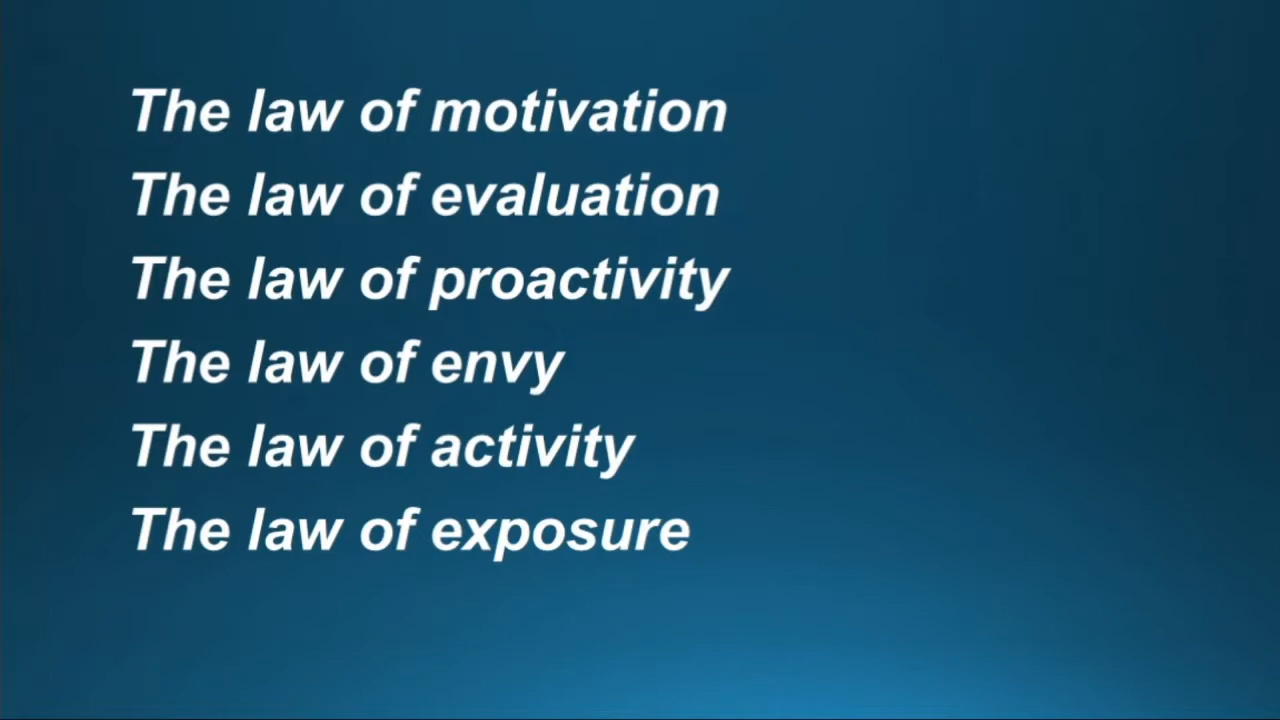 The law of motivation
The law of evaluation
The law of proactivity
The law of envy
The law of activity
The law of exposure